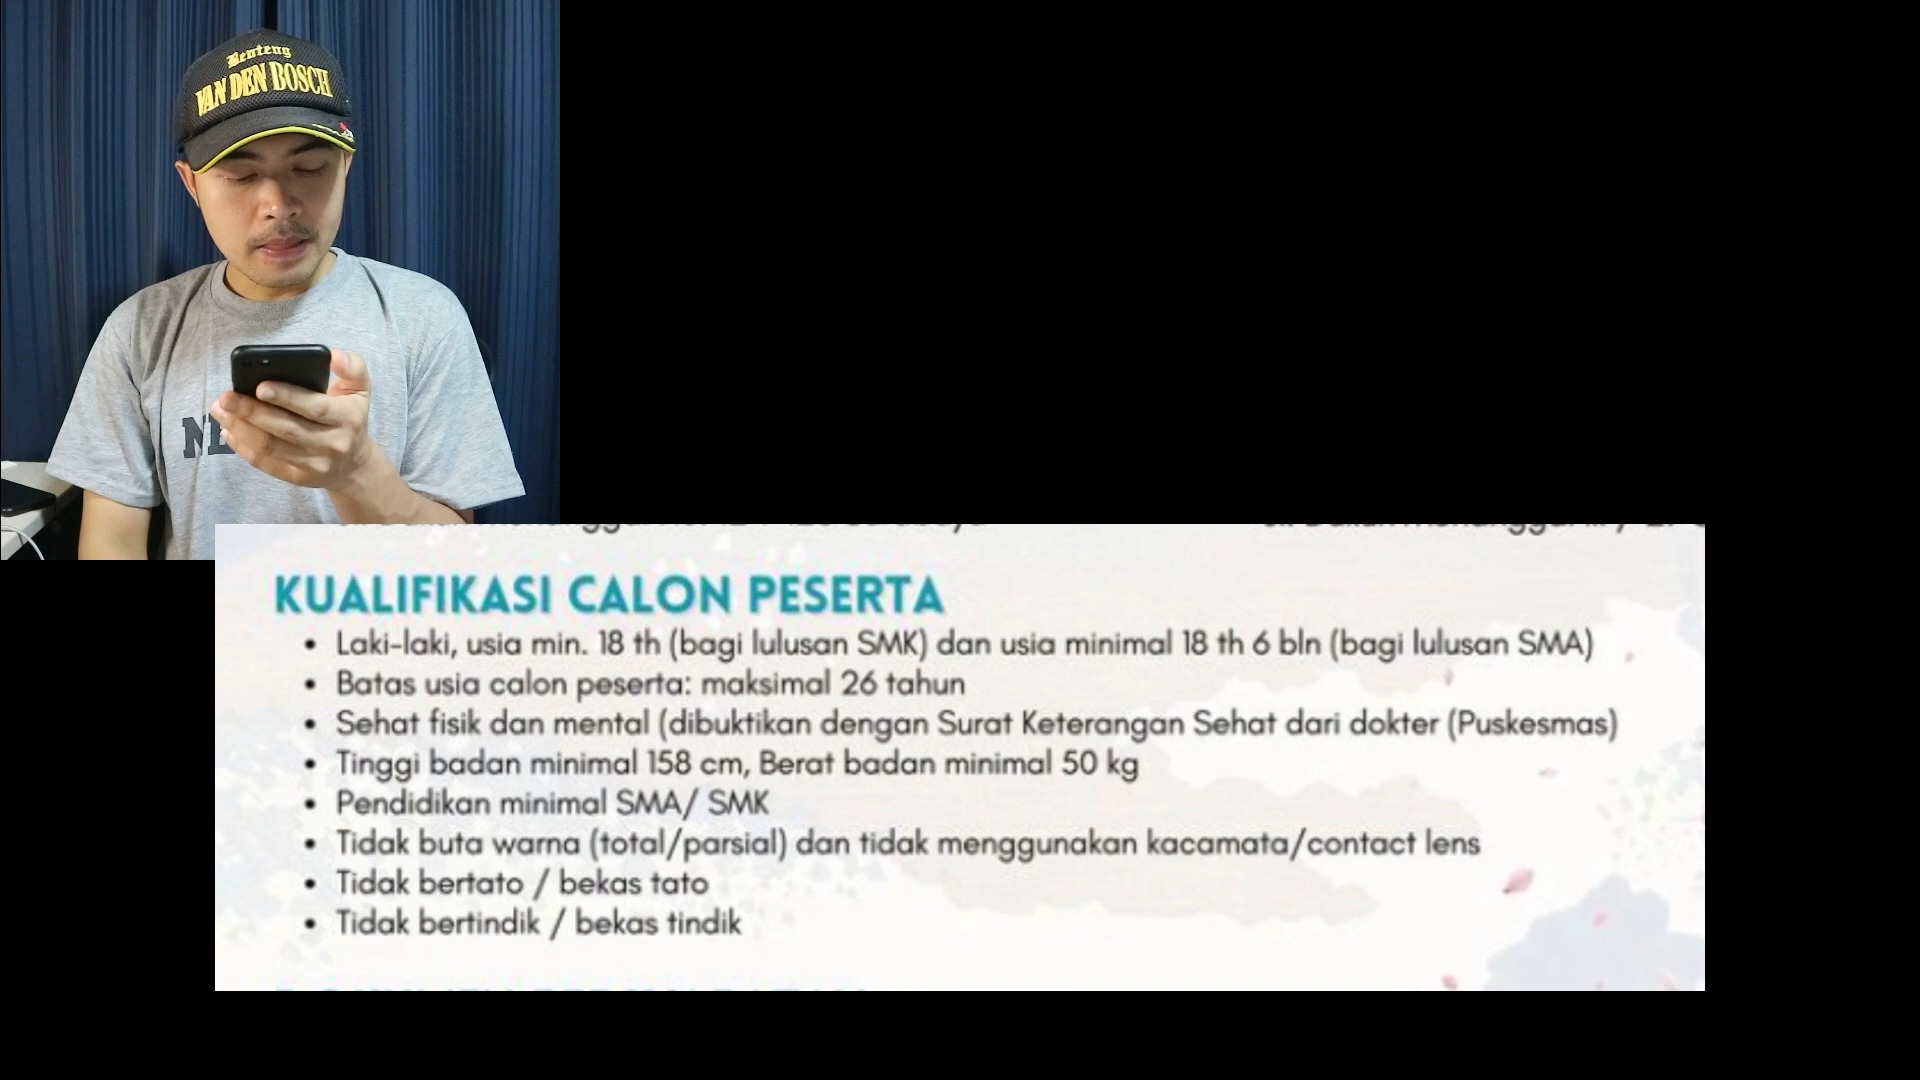 Benteng
VAN DEN BOSCH
KUALIFIKASI CALON PESERTA
• Laki-laki, usia min. 18 th (bagi lulusan SMK) dan usia minimal 18 th 6 bln (bagi lulusan SMA)
• Batas usia calon peserta: maksimal 26 tahun
• Sehat fisik dan mental (dibuktikan dengan Surat Keterangan Sehat dari dokter (Puskesmas)
• Tinggi badan minimal 158 cm, Berat badan minimal 50 kg
• Pendidikan minimal SMA/ SMK
• Tidak buta warna (total/parsial) dan tidak menggunakan kacamata/contact lens
• Tidak bertato / bekas tato
• Tidak bertindik / bekas tindik